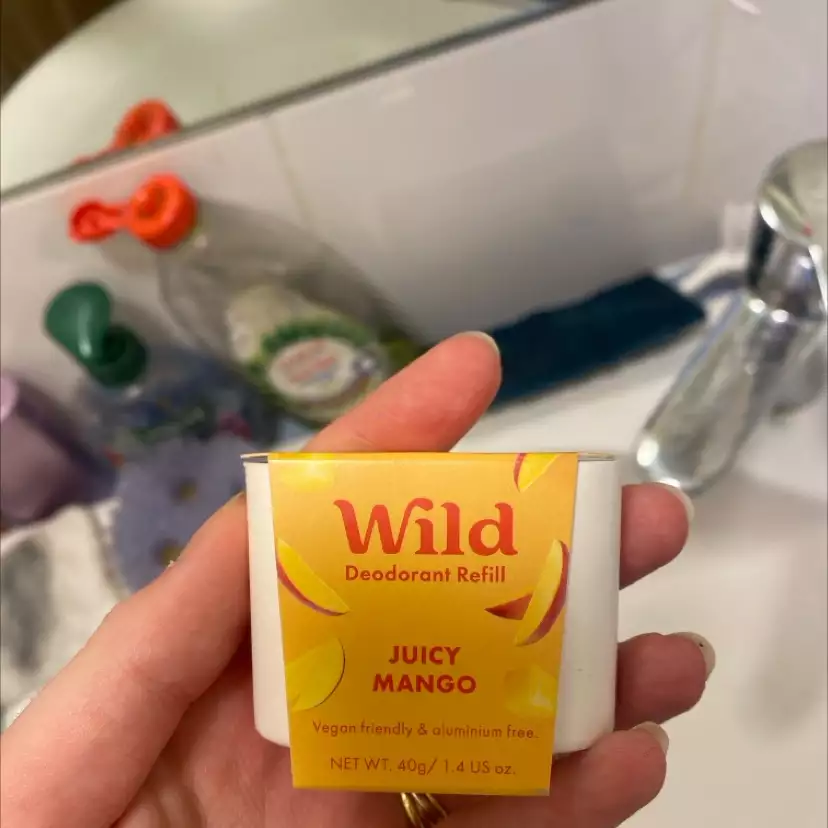 Wild
Deodorant Refill
JUICY
MANGO
Vegan friendly & aluminium free.
NET WT. 40g/ 1.4 US oz.